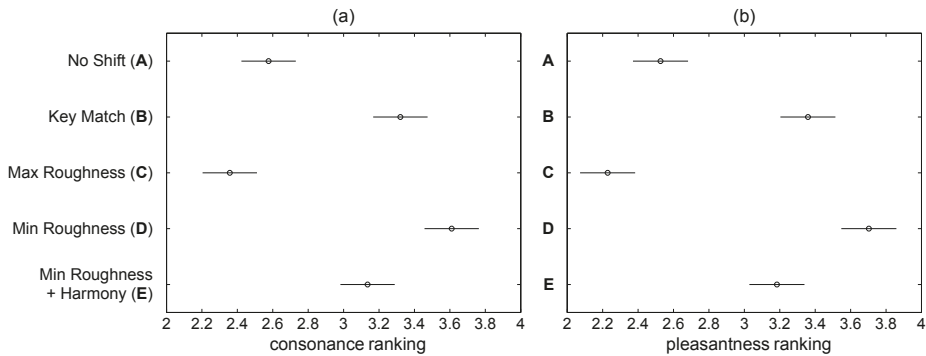 (a)
No Shift (A)
Key Match (B)
Max Roughness (C)
Min Roughness (D)
Min Roughness
+ Harmony (E)
2 2.2 2.4 2.6 2.8 3 3.2 3.4 3.6 3.8 4
consonance ranking
(b)
A
B
C
D
E
2 2.2 2.4 2.6 2.8 3 3.2 3.4 3.6 3.8 4
pleasantness ranking